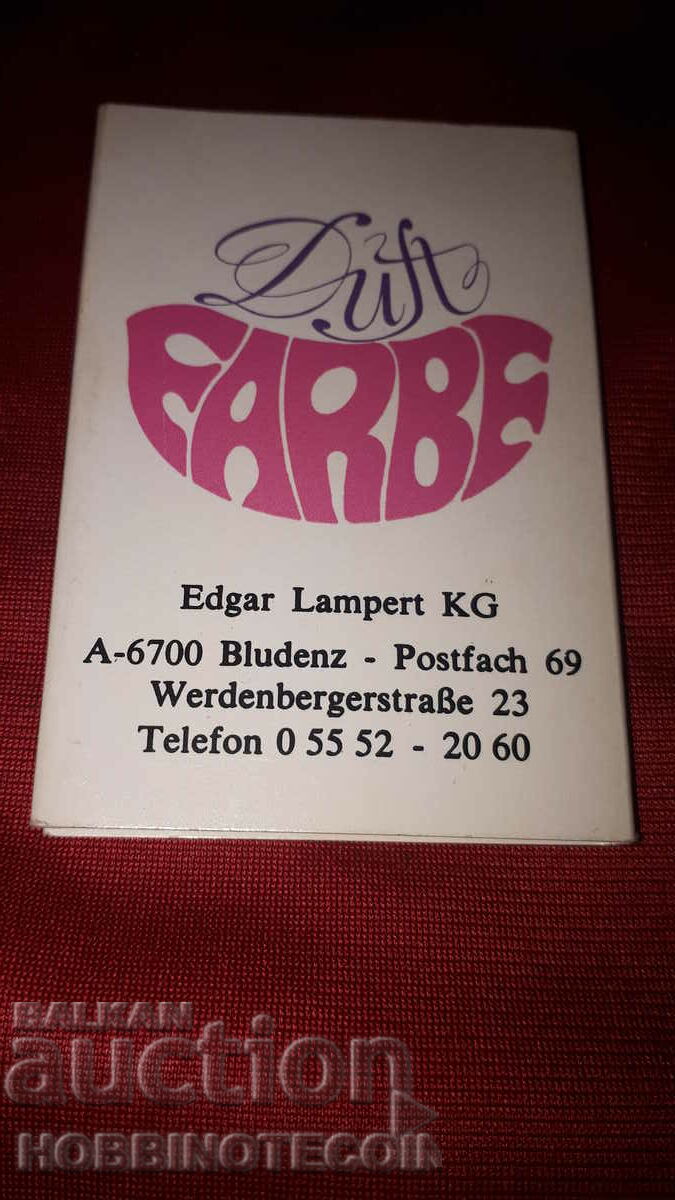 Duft
FARBE
Edgar Lampert KG
A-6700 Bludenz - Postfach 69
Werdenbergerstraße 23
Telefon 0 55 52 - 20 60
BALKAN
auction
HOBBINOTECOIN